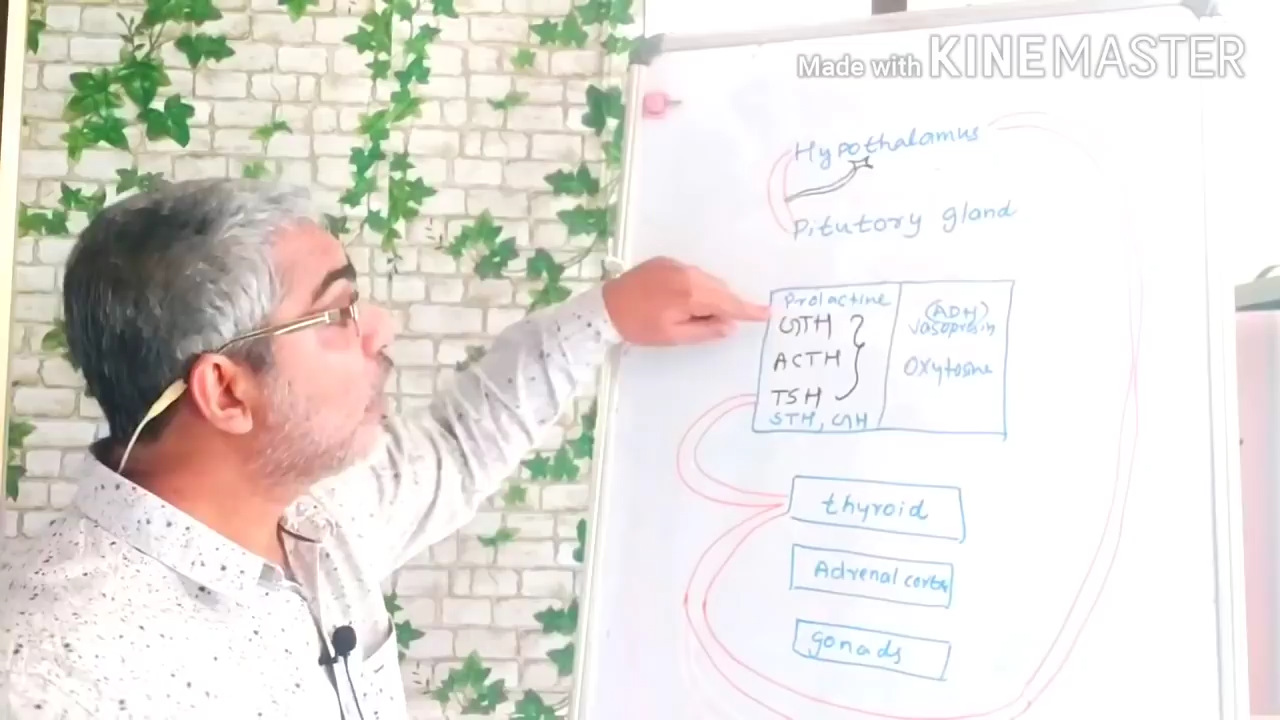 Made with KINEMASTER
Hypothalamus
Pitutory gland
Prolactine
GTH
ACTH
TSH
STH, GH
(ADH)
Vasopresin
Oxytosine
thyroid
Adrenal cortex
gonads